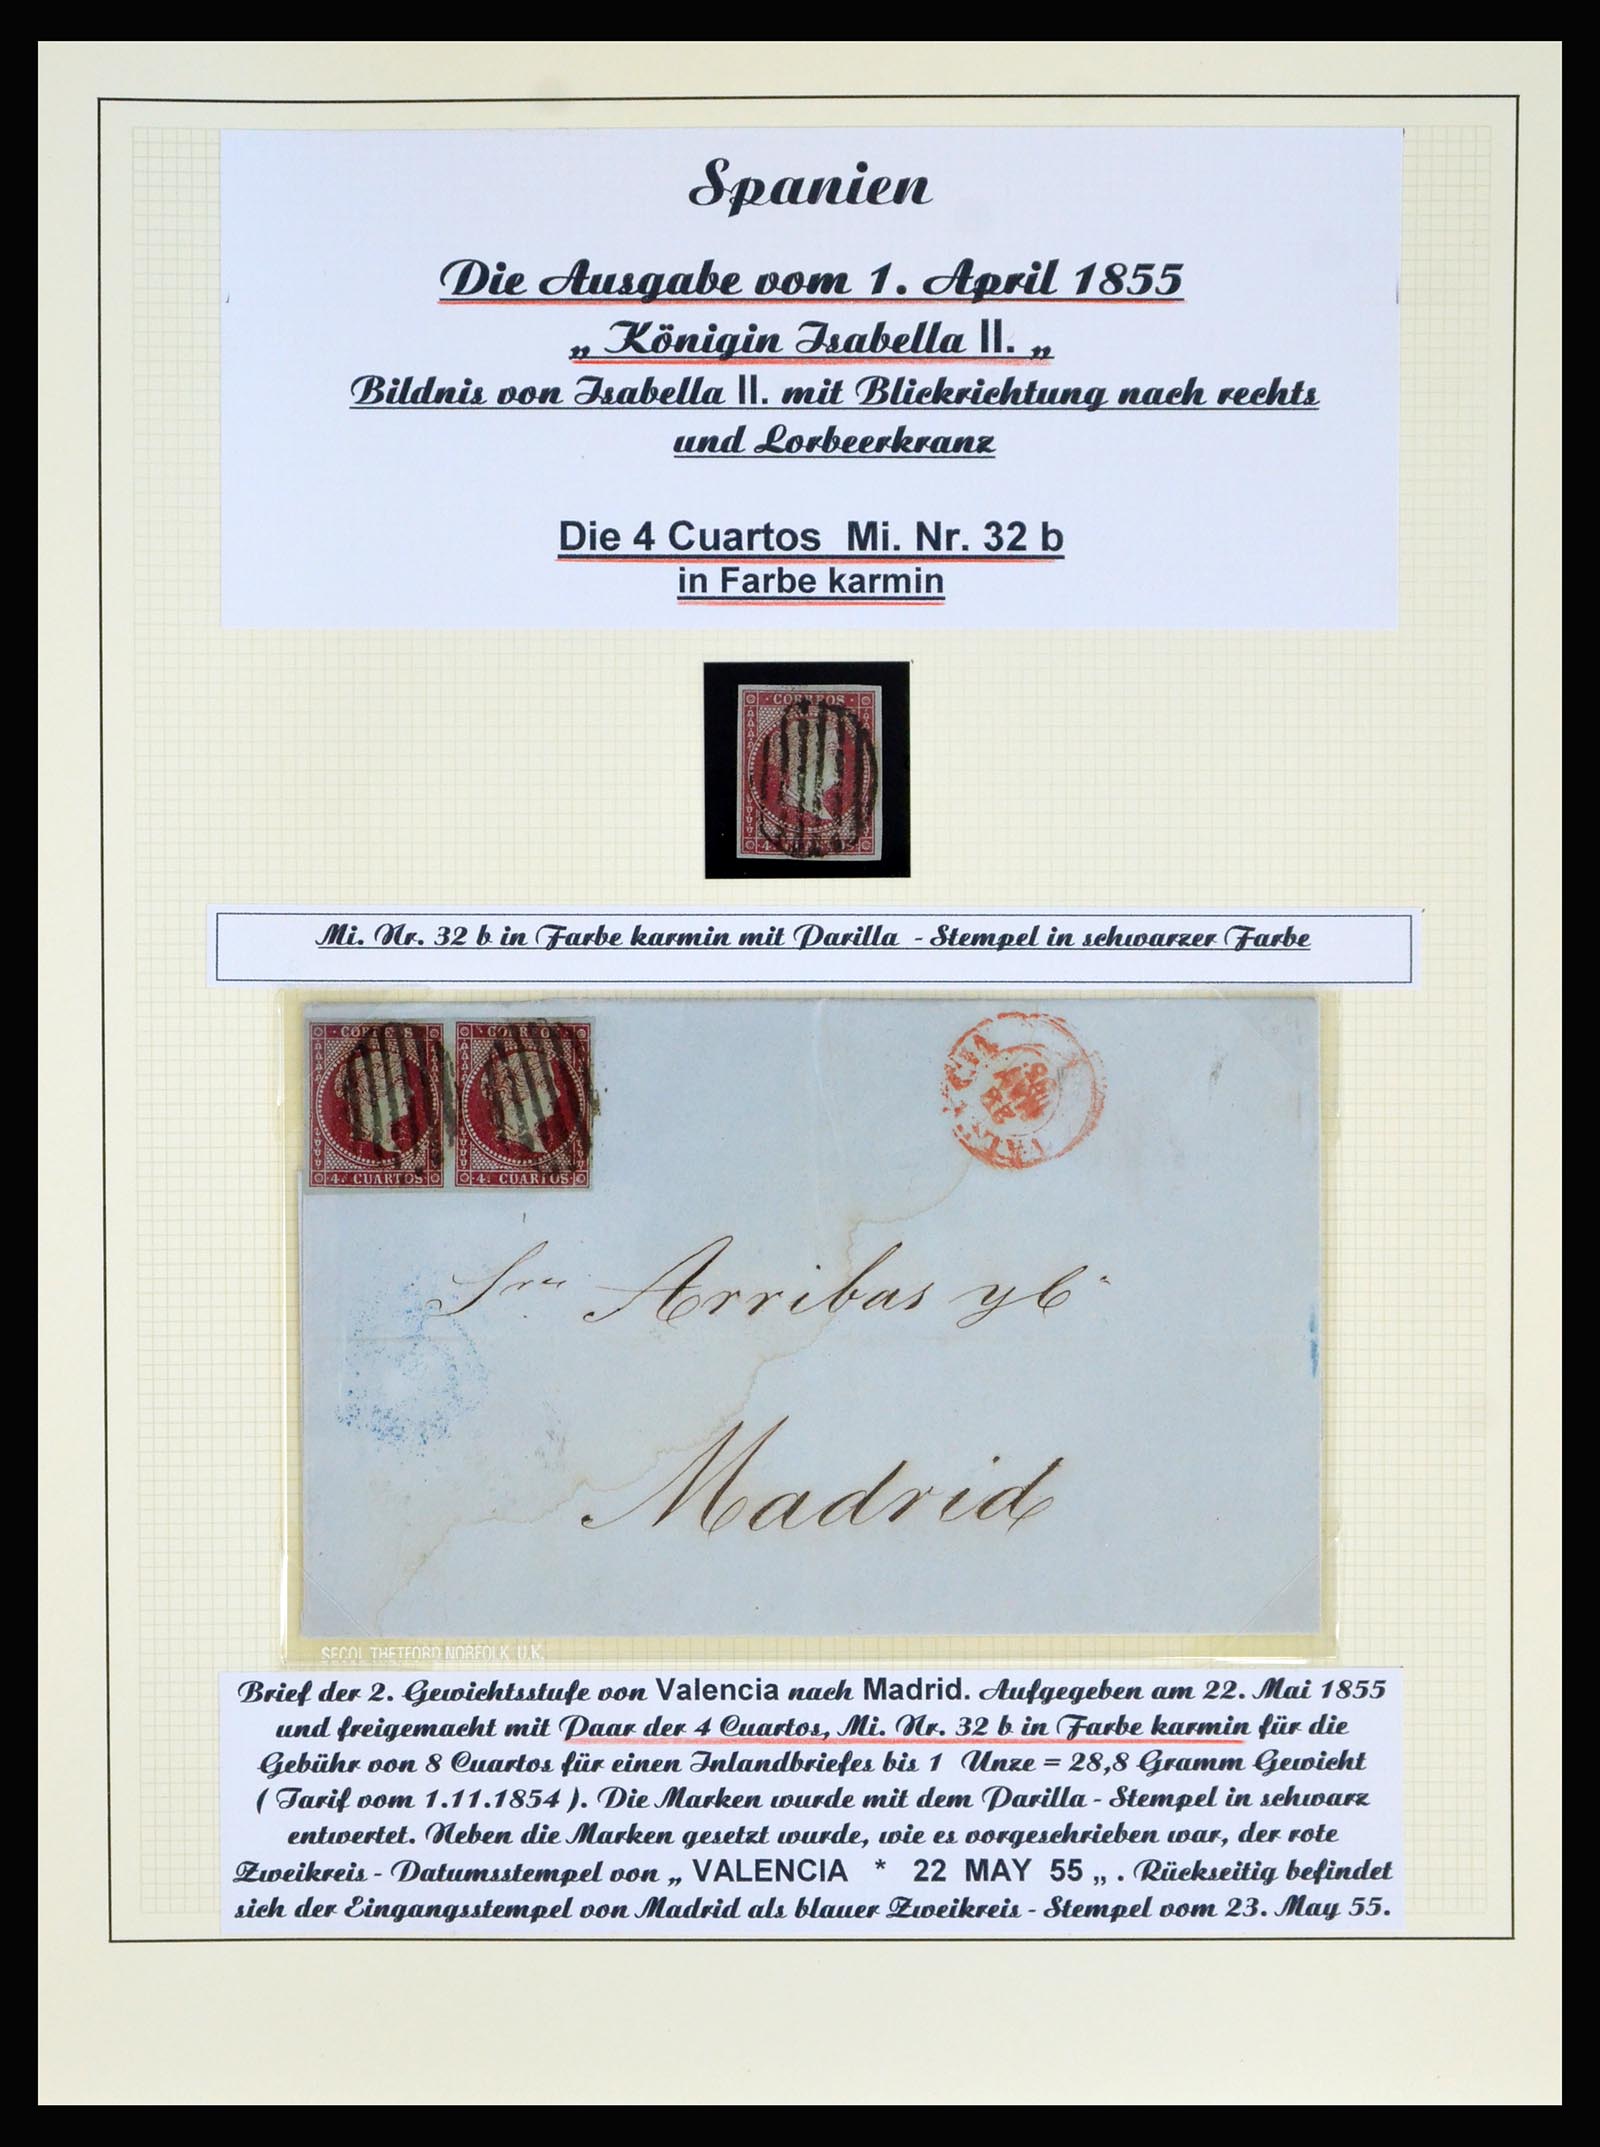 Spanien
Die Ausgabe vom 1. April 1855
„ Königin Isabella II. „
Bildnis von Isabella II. mit Blickrichtung nach rechts
und Lorbeerkranz
Die 4 Cuartos Mi. Nr. 32 b
in Farbe karmin
CORREOS
4. CUARTOS
Mi. Nr. 32 b in Farbe karmin mit Parilla - Stempel in schwarzer Farbe
CORREOS CORREOS
4. CUARTOS 4. CUARTOS
VALENCIA
Sres Arribas y Ca
Madrid
SECOL THETFORD NORFOLK U.K.
Brief der 2. Gewichtsstufe von Valencia nach Madrid. Aufgegeben am 22. Mai 1855
und freigemacht mit Paar der 4 Cuartos, Mi. Nr. 32 b in Farbe karmin für die
Gebühr von 8 Cuartos für einen Inlandbriefes bis 1 Unze = 28,8 Gramm Gewicht
( Tarif vom 1.11.1854 ). Die Marken wurde mit dem Parilla - Stempel in schwarz
entwertet. Neben die Marken gesetzt wurde, wie es vorgeschrieben war, der rote
Zweikreis - Datumsstempel von „ VALENCIA * 22 MAY 55 „ . Rückseitig befindet
sich der Eingangsstempel von Madrid als blauer Zweikreis - Stempel vom 23. May 55.